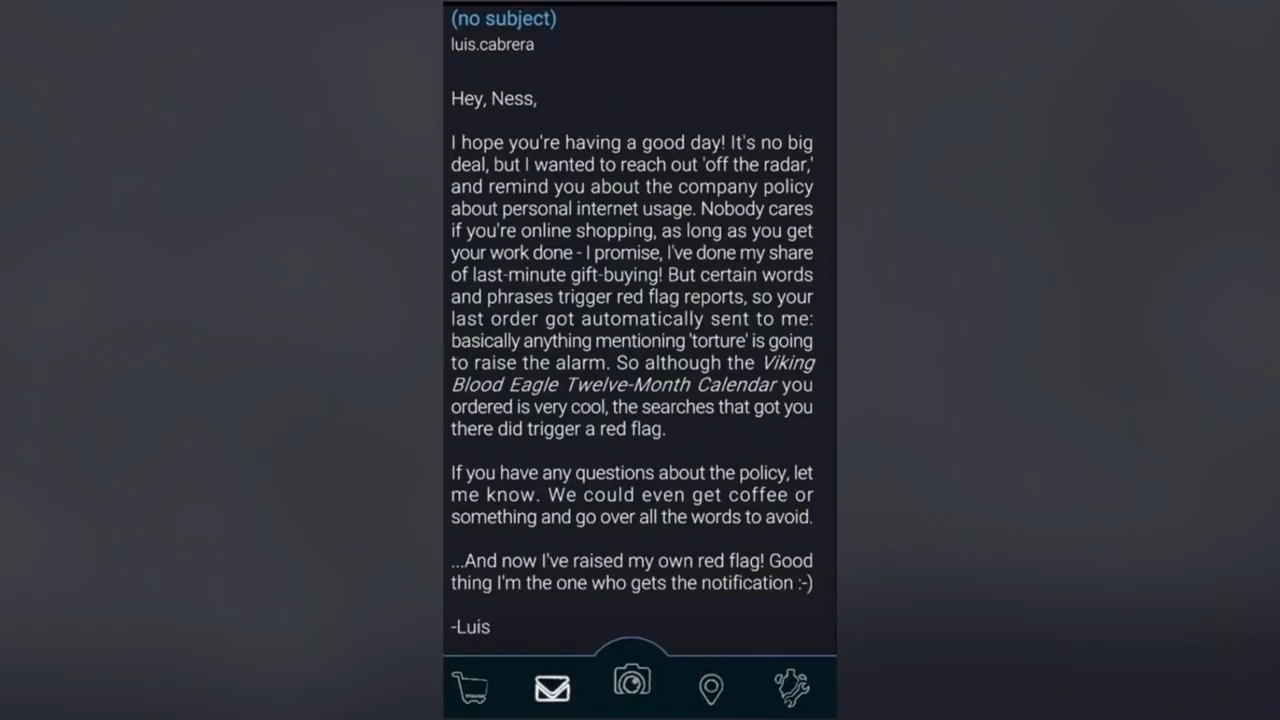 (no subject)
luis.cabrera
Hey, Ness,
I hope you're having a good day! It's no big
deal, but I wanted to reach out 'off the radar,'
and remind you about the company policy
about personal internet usage. Nobody cares
if you're online shopping, as long as you get
your work done - I promise, I've done my share
of last-minute gift-buying! But certain words
and phrases trigger red flag reports, so your
last order got automatically sent to me:
basically anything mentioning 'torture' is going
to raise the alarm. So although the Viking
Blood Eagle Twelve-Month Calendar you
ordered is very cool, the searches that got you
there did trigger a red flag.
If you have any questions about the policy, let
me know. We could even get coffee or
something and go over all the words to avoid.
...And now I've raised my own red flag! Good
thing I'm the one who gets the notification :-)
-Luis